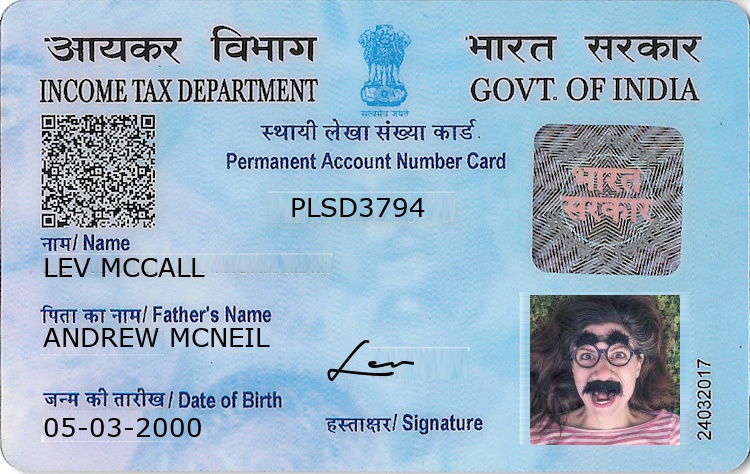 आयकर विभाग
INCOME TAX DEPARTMENT
भारत सरकार
GOVT. OF INDIA
सत्यमेव जयते
स्थायी लेखा संख्या कार्ड
Permanent Account Number Card
PLSD3794
भारत
सरकार
नाम/ Name
LEV MCCALL
पिता का नाम/ Father's Name
ANDREW MCNEIL
Lev
जन्म की तारीख/ Date of Birth
05-03-2000
हस्ताक्षर/ Signature
24032017